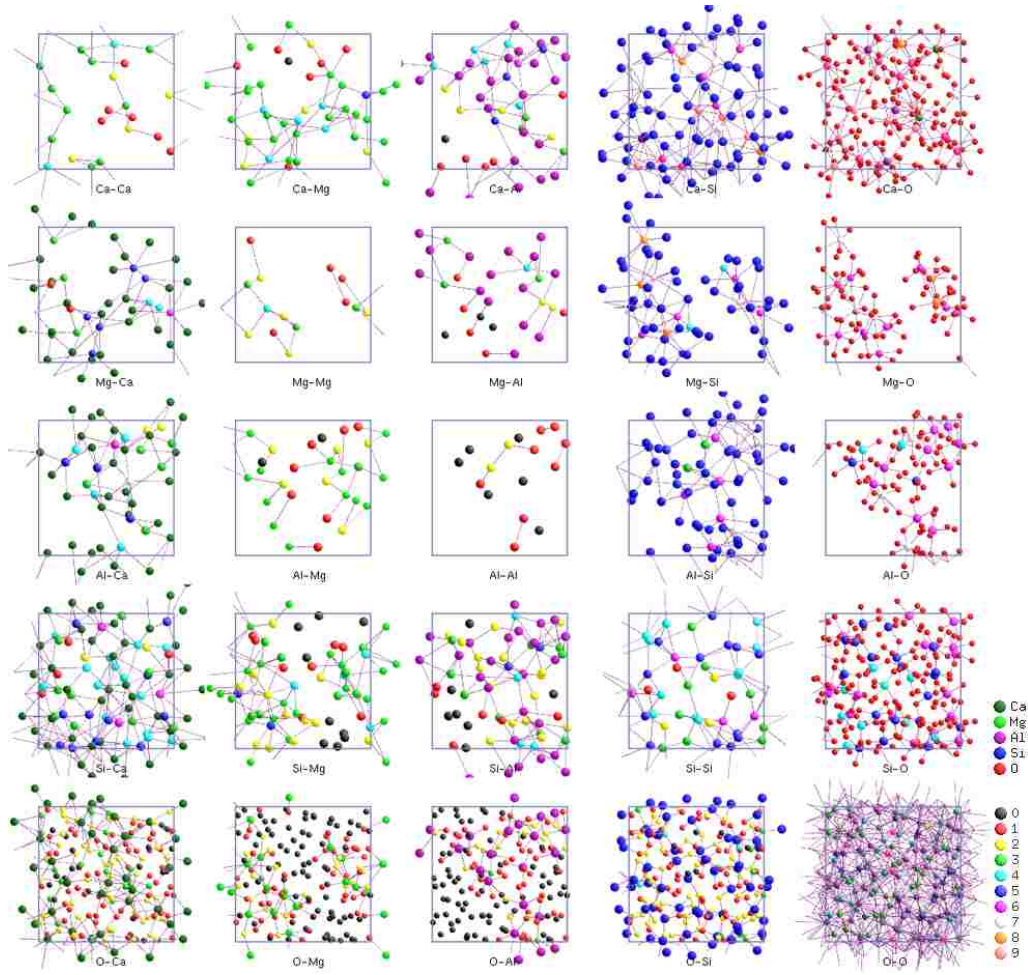 Ca-Ca
Ca-Mg
Ca-Al
Ca-Si
Ca-O
Mg-Ca
Mg-Mg
Mg-Al
Mg-Si
Mg-O
Al-Ca
Al-Mg
Al-Al
Al-Si
Al-O
Si-Ca
Si-Mg
Si-Al
Si-Si
Si-O
Ca
Mg
Al
Si
O
O-Ca
O-Mg
O-Al
O-Si
O-O
0
1
2
3
4
5
6
7
8
9